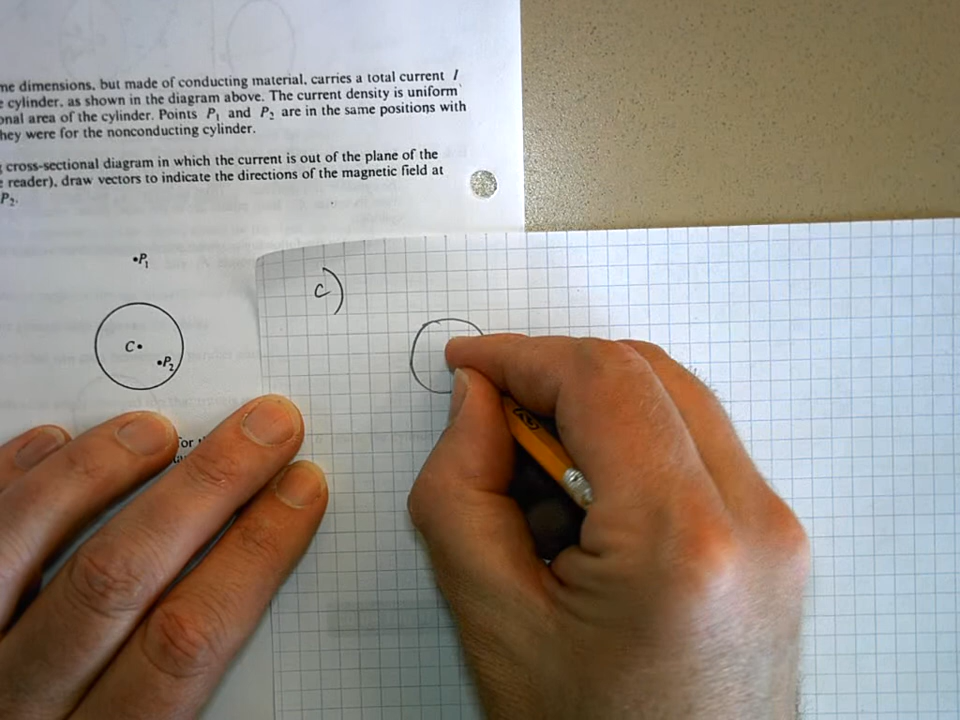 me dimensions, but made of conducting material, carries a total current I
cylinder, as shown in the diagram above. The current density is uniform
onal area of the cylinder. Points P₁ and P₂ are in the same positions with
hey were for the nonconducting cylinder.
cross-sectional diagram in which the current is out of the plane of the
reader), draw vectors to indicate the directions of the magnetic field at
P₂.
•P₁
C•
•P₂
for
c)